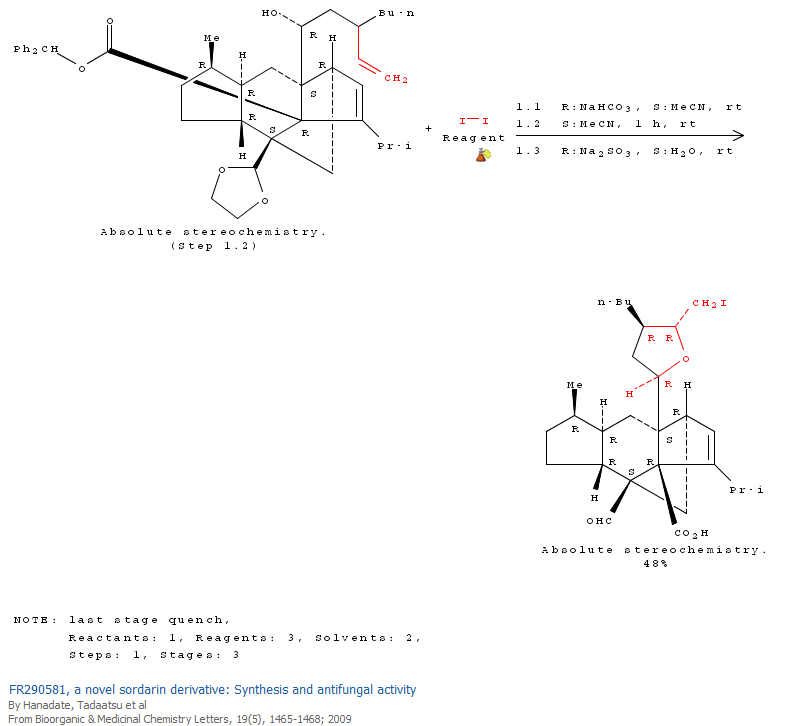 HO
Bu-n
O
Me
H
R
H
Ph2CH
R
R
CH2
O
R
S
R
S
R
I-I
1.1 R:NaHCO3, S:MeCN, rt
+
Reagent
1.2 S:MeCN, 1 h, rt
H
Pr-i
1.3 R:Na2SO3, S:H2O, rt
O
O
Absolute stereochemistry.
(Step 1.2)
n-Bu
CH2I
R R
O
Me
H
R
H
H
R
R
R
S
R
S
R
H
Pr-i
OHC
CO2H
Absolute stereochemistry.
48%
NOTE: last stage quench,
Reactants: 1, Reagents: 3, Solvents: 2,
Steps: 1, Stages: 3
FR290581, a novel sordarin derivative: Synthesis and antifungal activity
By Hanadate, Tadaatsu et al
From Bioorganic & Medicinal Chemistry Letters, 19(5), 1465-1468; 2009